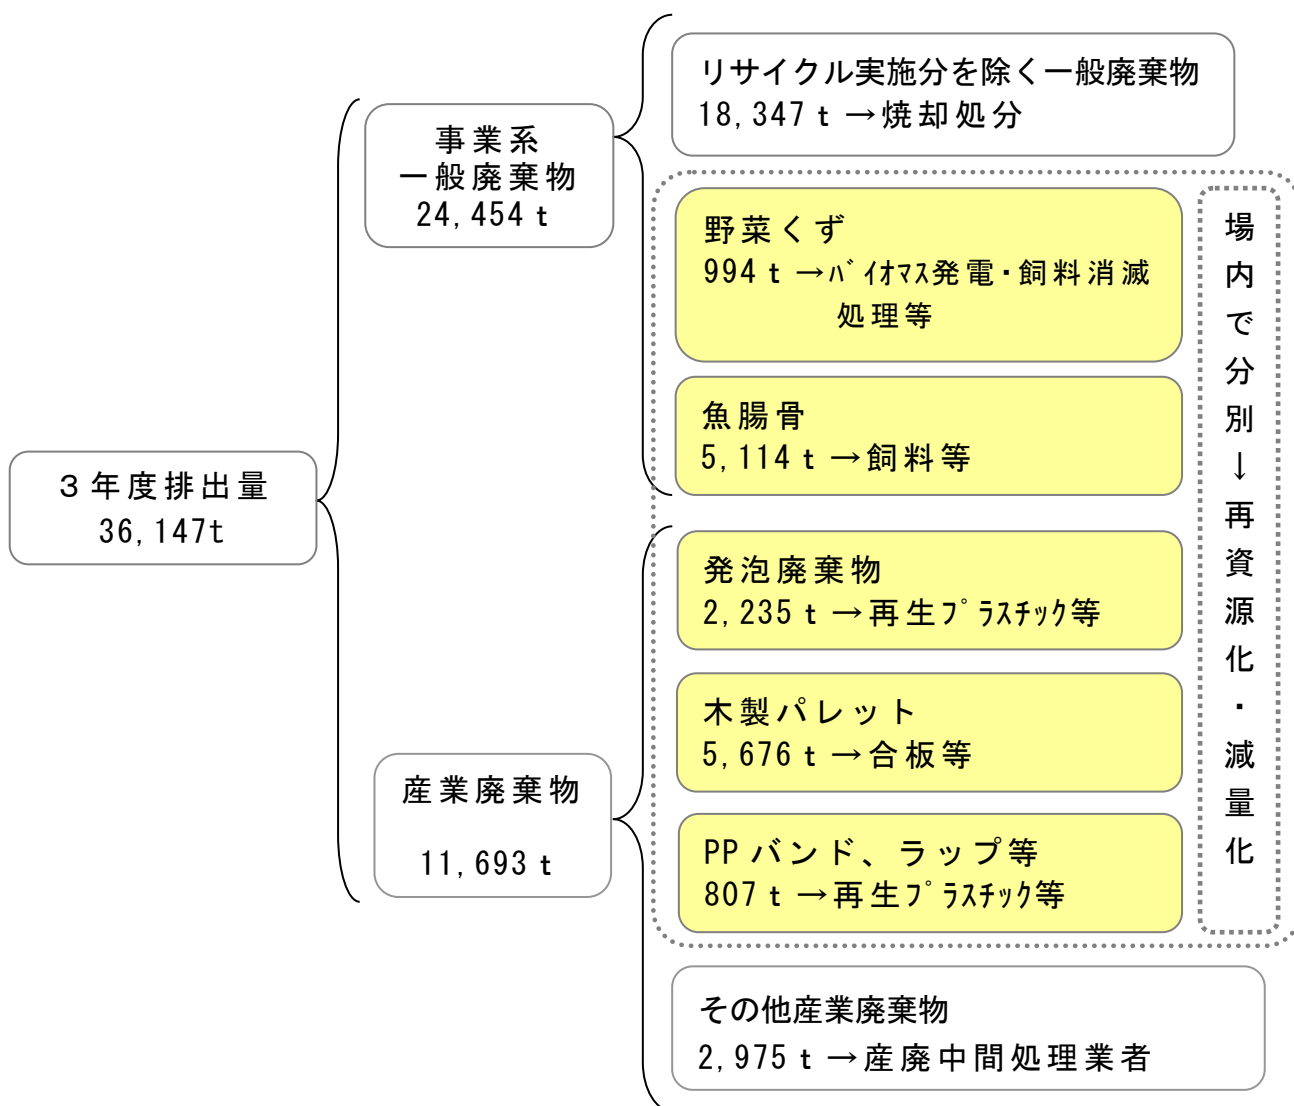 ３年度排出量
36,147t
事業系
一般廃棄物
24,454ｔ
リサイクル実施分を除く一般廃棄物
18,347ｔ→焼却処分
野菜くず
994ｔ→ﾊﾞｲｵﾏｽ発電・飼料消滅
処理等
魚腸骨
5,114ｔ→飼料等
産業廃棄物
11,693ｔ
発泡廃棄物
2,235ｔ→再生ﾌﾟﾗｽﾁｯｸ等
木製パレット
5,676ｔ→合板等
PPバンド、ラップ等
807ｔ→再生ﾌﾟﾗｽﾁｯｸ等
その他産業廃棄物
2,975ｔ→産廃中間処理業者
場内で分別→再資源化・減量化